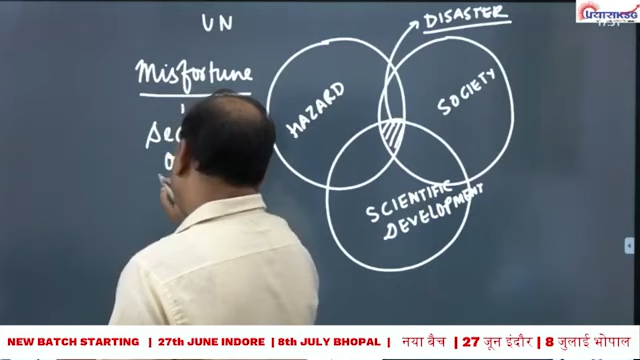 UN
DISASTER
Misfortune
HAZARD
SOCIETY
SCIENTIFIC
DEVELOPMENT
NEW BATCH STARTING | 27th JUNE INDORE | 8th JULY BHOPAL | नया बैच | 27 जून इंदौर | 8 जुलाई भोपाल